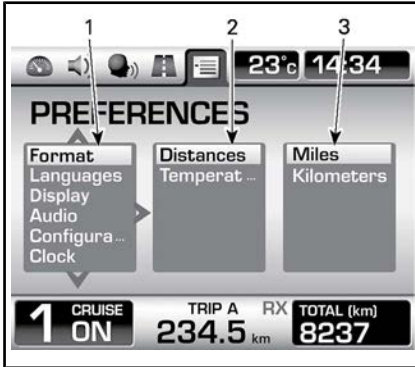 1 2 3
23°c 14:34
PREFERENCES
Format
Languages
Display
Audio
Configura ...
Clock
Distances
Temperat ...
Miles
Kilometers
1 CRUISE ON
TRIP A
234.5 km
RX
TOTAL (km)
8237